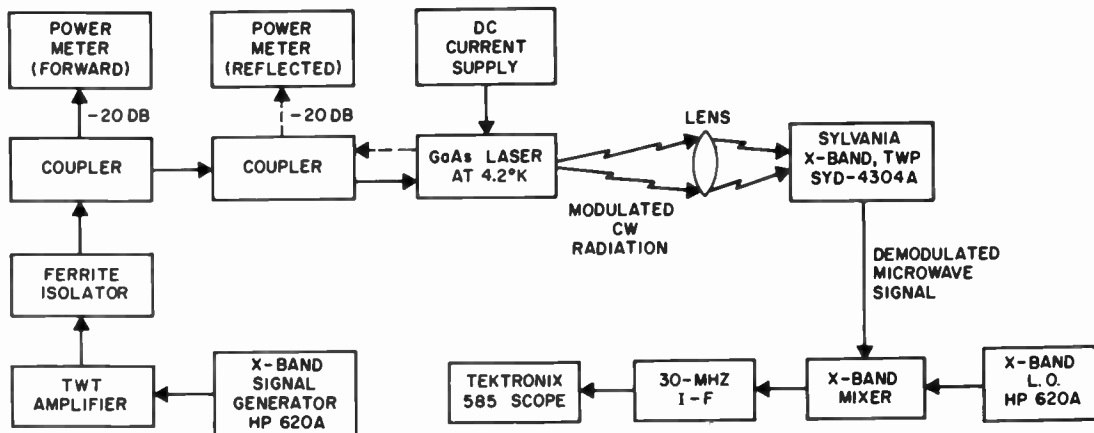 POWER
METER
(FORWARD)
POWER
METER
(REFLECTED)
DC
CURRENT
SUPPLY
-20 DB
-20 DB
LENS
COUPLER
COUPLER
GaAs LASER
AT 4.2°K
SYLVANIA
X-BAND, TWP
SYD-4304A
MODULATED
CW
RADIATION
FERRITE
ISOLATOR
DEMODULATED
MICROWAVE
SIGNAL
TWT
AMPLIFIER
X-BAND
SIGNAL
GENERATOR
HP 620A
TEKTRONIX
585 SCOPE
30-MHZ
I-F
X-BAND
MIXER
X-BAND
L.O.
HP 620A